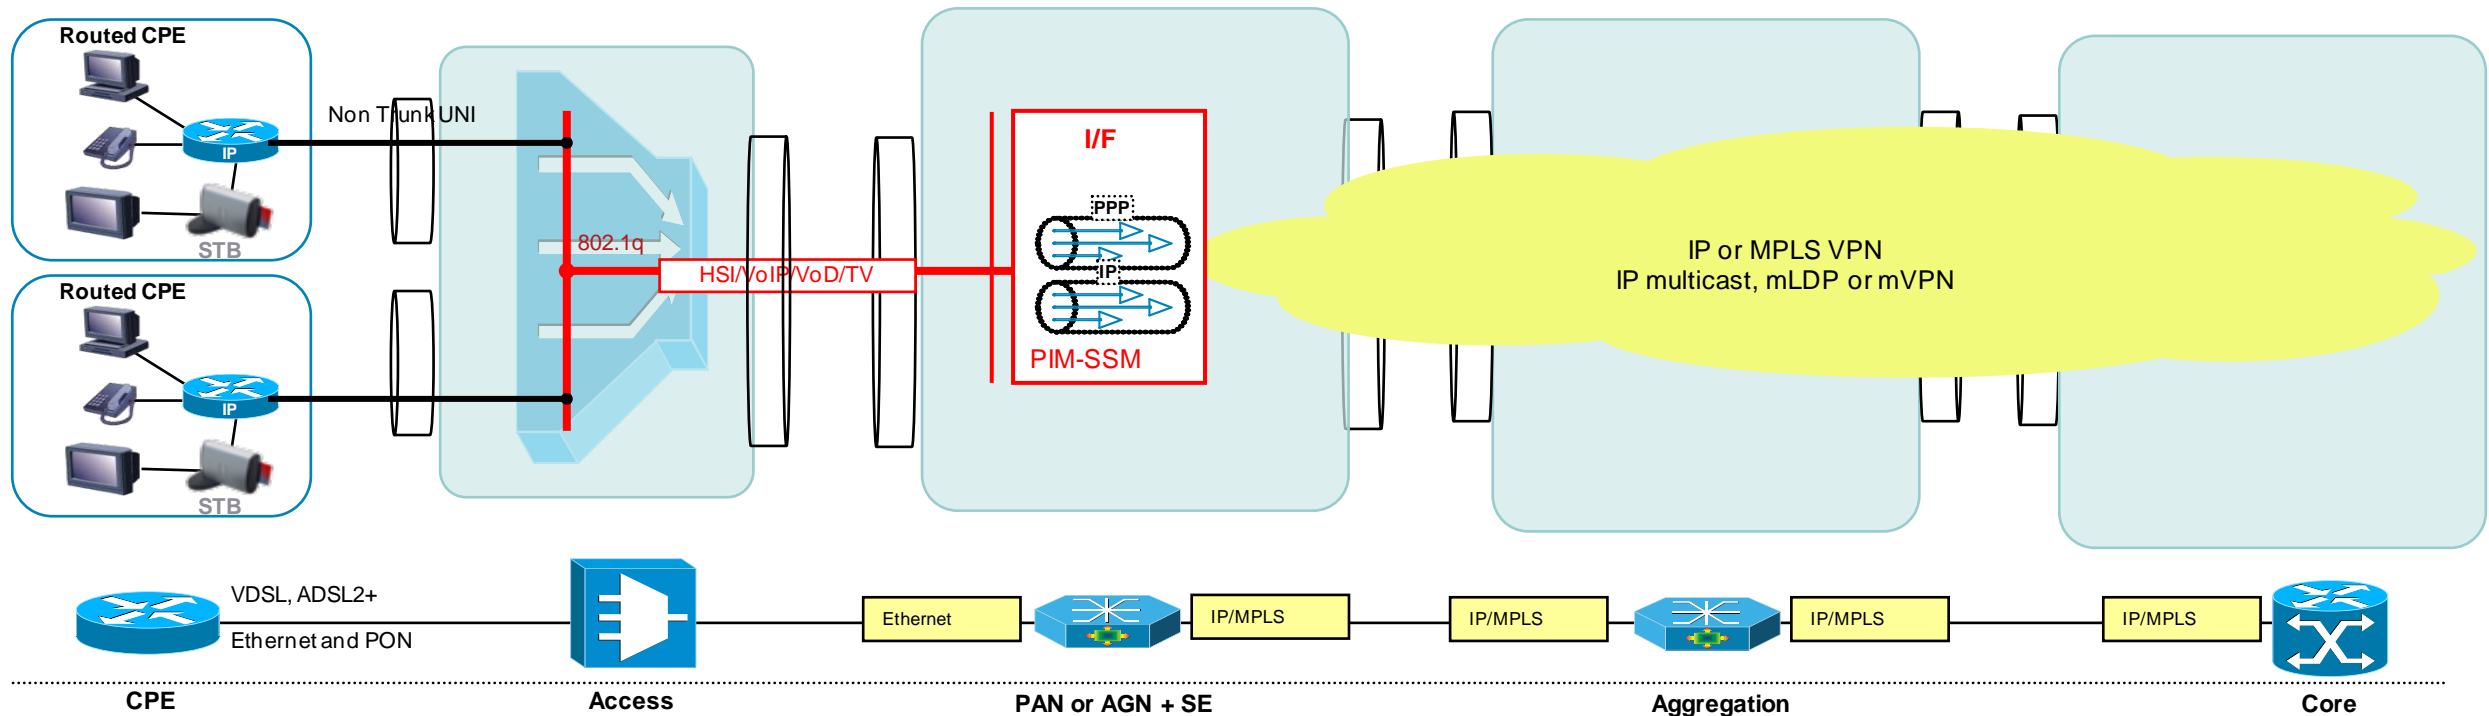 Routed CPE
IP
STB
Non Trunk UNI
Routed CPE
IP
STB
802.1q
HSI/VoIP/VoD/TV
I/F
PPP
IP
PIM-SSM
IP or MPLS VPN
IP multicast, mLDP or mVPN
VDSL, ADSL2+
Ethernet and PON
Ethernet
IP/MPLS
IP/MPLS
IP/MPLS
IP/MPLS
CPE
Access
PAN or AGN + SE
Aggregation
Core